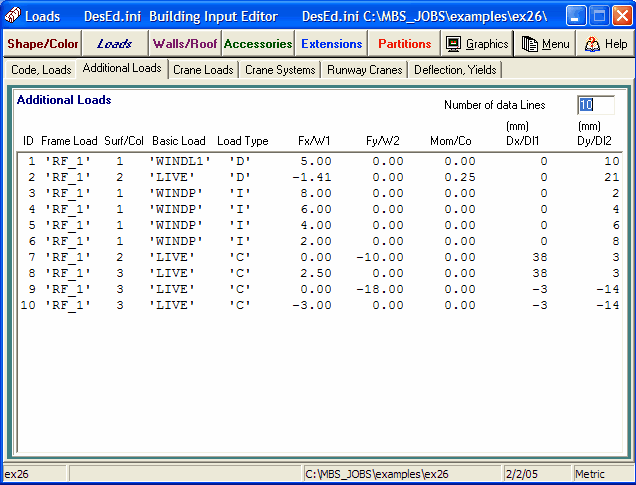 Loads DesEd.ini Building Input Editor DesEd.ini C:\MBS_JOBS\examples\ex26\
Shape/Color Loads Walls/Roof Accessories Extensions Partitions Graphics Menu Help
Code, Loads Additional Loads Crane Loads Crane Systems Runway Cranes Deflection, Yields
Additional Loads
Number of data Lines 10
(mm) (mm)
ID Frame Load Surf/Col Basic Load Load Type Fx/W1 Fy/W2 Mom/Co Dx/Dl1 Dy/Dl2
1 'RF_1' 1 'WINDL1' 'D' 5.00 0.00 0.00 0 10
2 'RF_1' 2 'LIVE' 'D' -1.41 0.00 0.25 0 21
3 'RF_1' 1 'WINDP' 'I' 8.00 0.00 0.00 0 2
4 'RF_1' 1 'WINDP' 'I' 6.00 0.00 0.00 0 4
5 'RF_1' 1 'WINDP' 'I' 4.00 0.00 0.00 0 6
6 'RF_1' 1 'WINDP' 'I' 2.00 0.00 0.00 0 8
7 'RF_1' 2 'LIVE' 'C' 0.00 -10.00 0.00 38 3
8 'RF_1' 3 'LIVE' 'C' 2.50 0.00 0.00 38 3
9 'RF_1' 3 'LIVE' 'C' 0.00 -18.00 0.00 -3 -14
10 'RF_1' 3 'LIVE' 'C' -3.00 0.00 0.00 -3 -14
ex26 C:\MBS_JOBS\examples\ex26 2/2/05 Metric